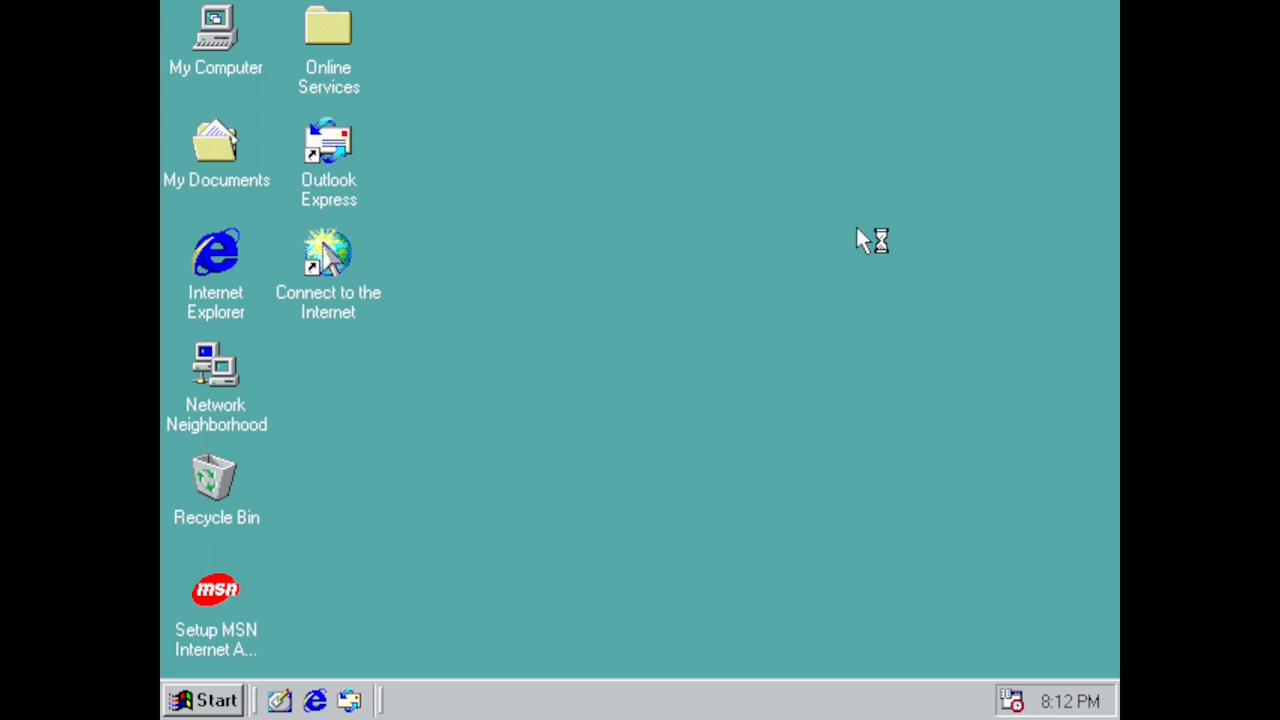 My Computer
Online
Services
My Documents
Outlook
Express
Internet
Explorer
Connect to the
Internet
Network
Neighborhood
Recycle Bin
msn
Setup MSN
Internet A...
Start
8:12 PM